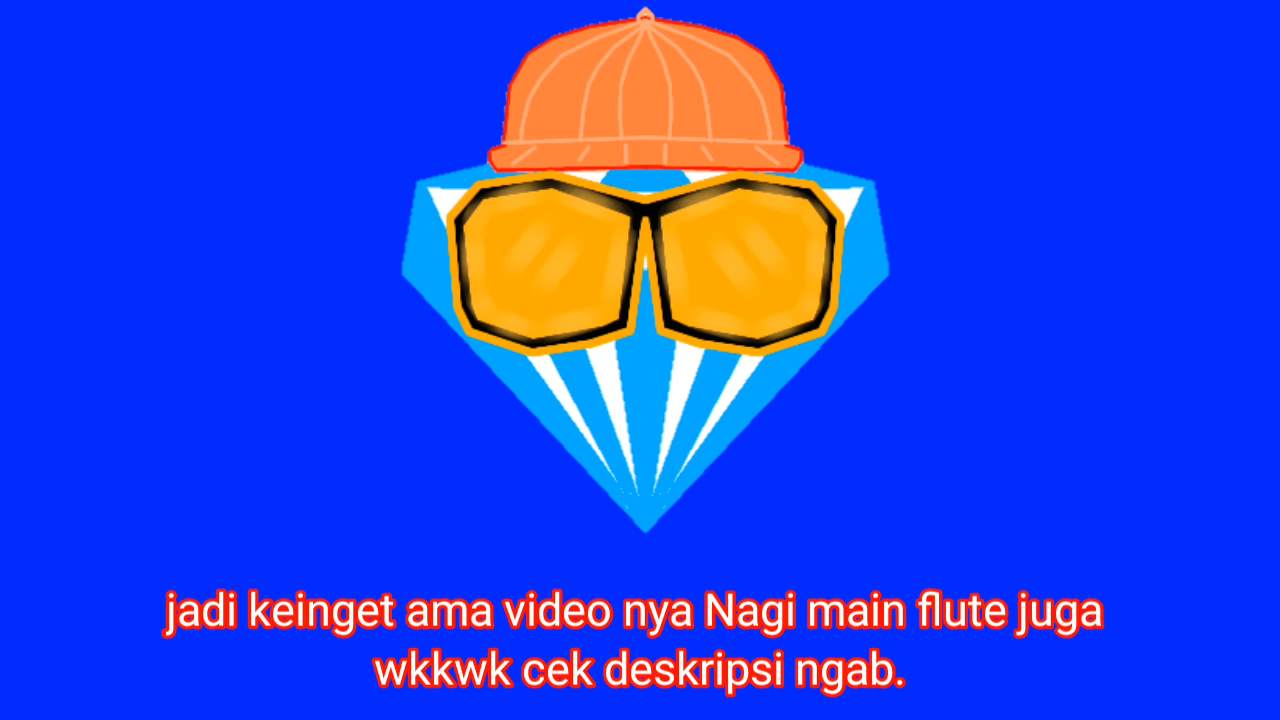 jadi keinget ama video nya Nagi main flute juga
wkkwk cek deskripsi ngab.